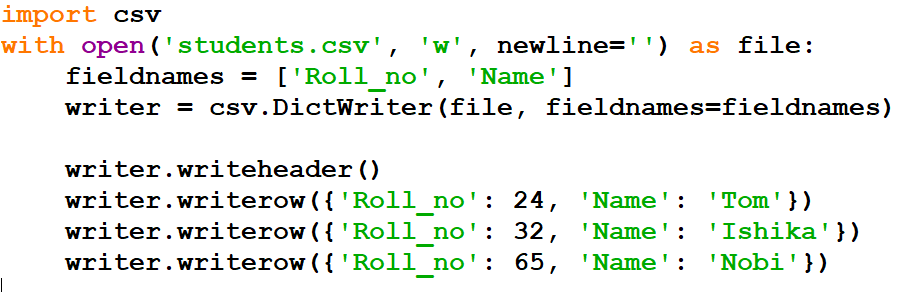 import csv
with open('students.csv', 'w', newline='') as file:
    fieldnames = ['Roll_no', 'Name']
    writer = csv.DictWriter(file, fieldnames=fieldnames)

    writer.writeheader()
    writer.writerow({'Roll_no': 24, 'Name': 'Tom'})
    writer.writerow({'Roll_no': 32, 'Name': 'Ishika'})
    writer.writerow({'Roll_no': 65, 'Name': 'Nobi'})